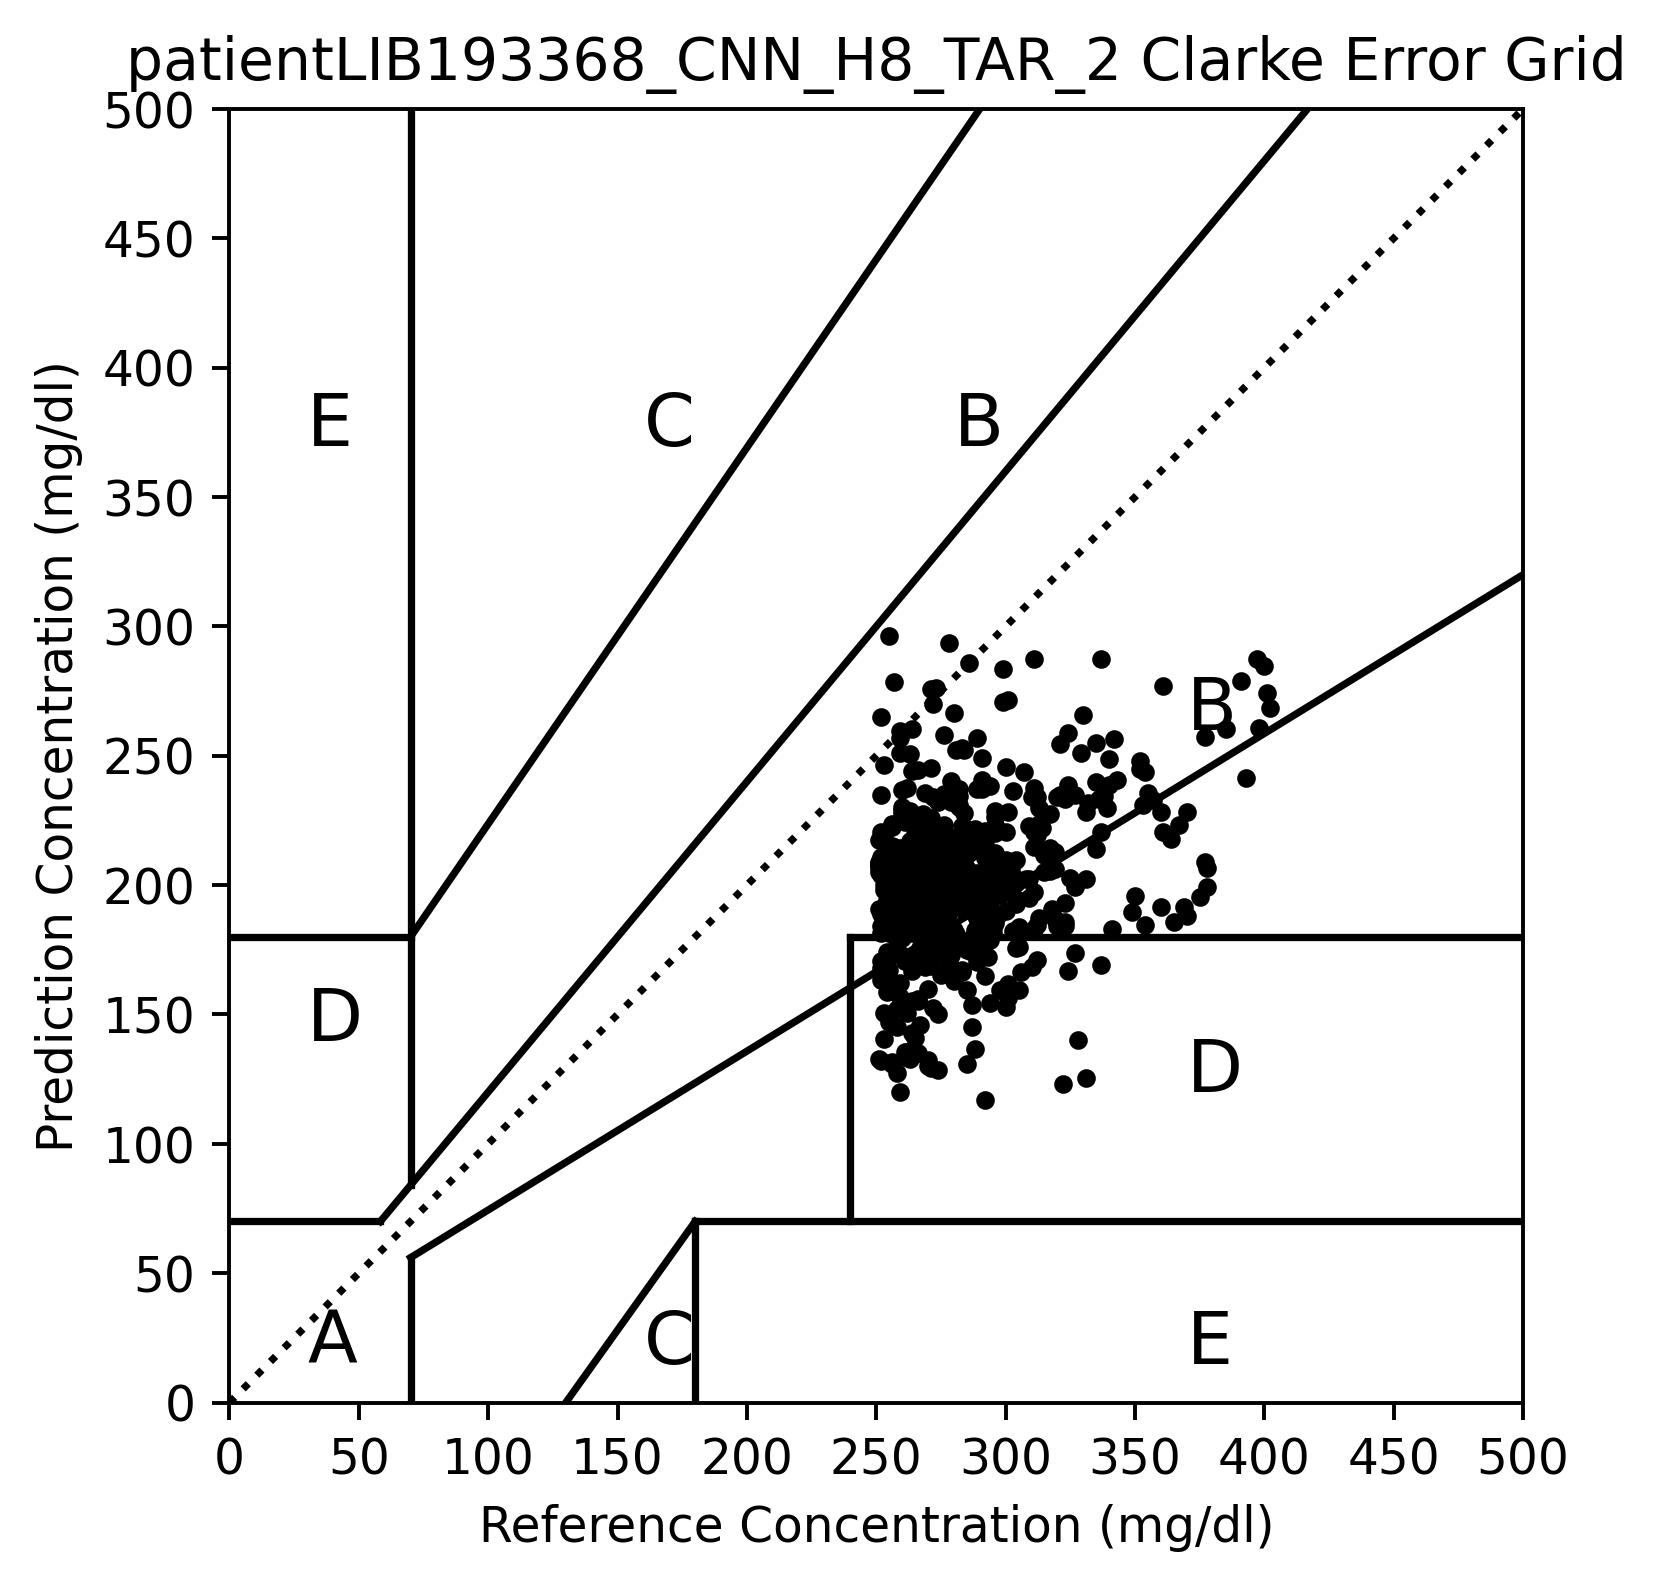 patientLIB193368_CNN_H8_TAR_2 Clarke Error Grid
500
450
400
350
300
250
200
150
100
50
0
Prediction Concentration (mg/dl)
E
C
B
B
D
D
A
C
E
0 50 100 150 200 250 300 350 400 450 500
Reference Concentration (mg/dl)